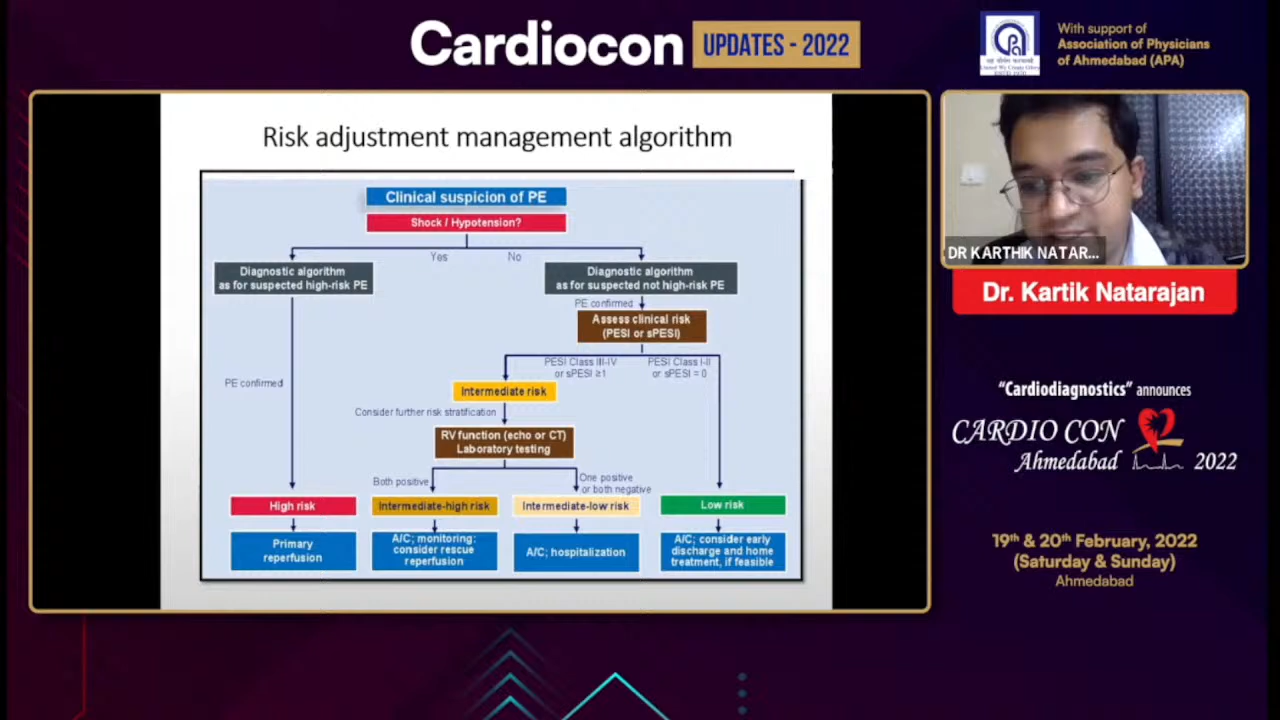 Cardiocon
UPDATES - 2022
With support of
Association of Physicians
of Ahmedabad (APA)
Risk adjustment management algorithm
Clinical suspicion of PE
Shock / Hypotension?
Yes
No
Diagnostic algorithm
as for suspected high-risk PE
Diagnostic algorithm
as for suspected not high-risk PE
PE confirmed
Assess clinical risk
(PESI or sPESI)
PESI Class III-IV
or sPESI ≥1
PESI Class I-II
or sPESI = 0
PE confirmed
Intermediate risk
Consider further risk stratification
RV function (echo or CT)
Laboratory testing
Both positive
One positive
or both negative
High risk
Intermediate-high risk
Intermediate-low risk
Low risk
Primary
reperfusion
A/C; monitoring:
consider rescue
reperfusion
A/C; hospitalization
A/C; consider early
discharge and home
treatment, if feasible
DR KARTHIK NATAR...
Dr. Kartik Natarajan
“Cardiodiagnostics” announces
CARDIO CON
Ahmedabad 2022
19th & 20th February, 2022
(Saturday & Sunday)
Ahmedabad